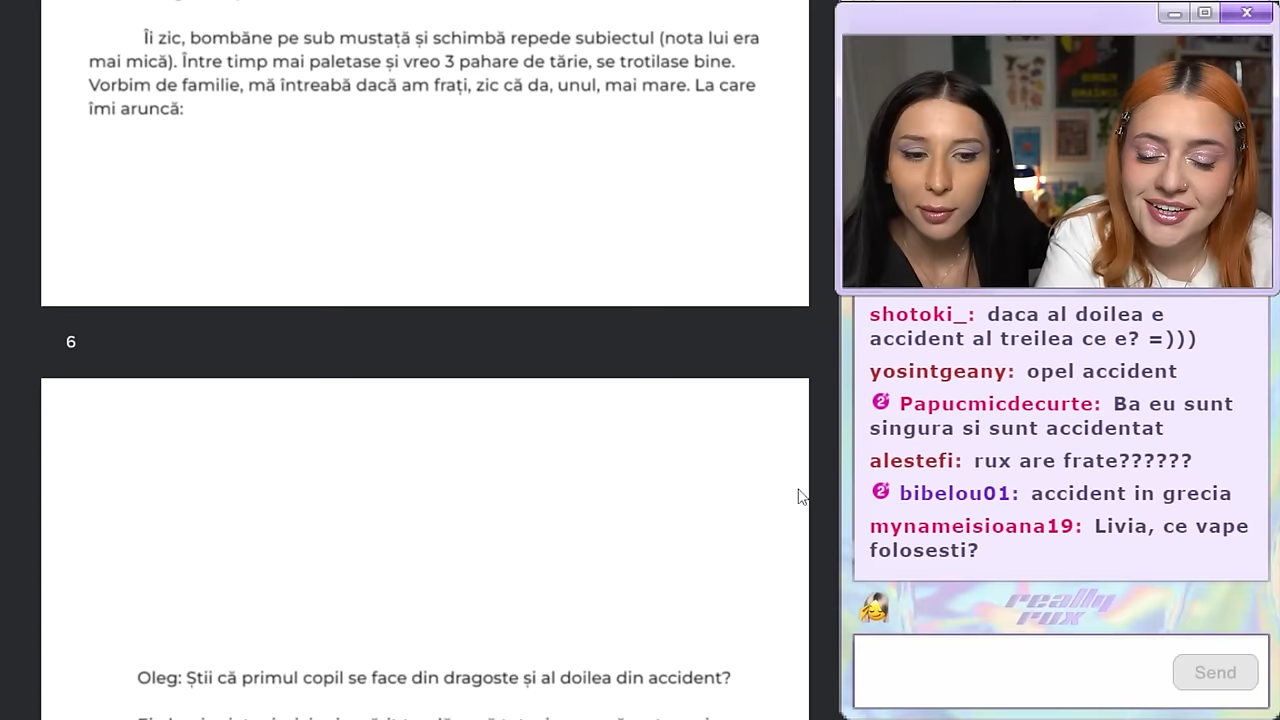 Îi zic, bombăne pe sub mustață și schimbă repede subiectul (nota lui era
mai mică). Între timp mai paletase și vreo 3 pahare de tărie, se trotilase bine.
Vorbim de familie, mă întreabă dacă am frați, zic că da, unul, mai mare. La care
îmi aruncă:
6
Oleg: Știi că primul copil se face din dragoste și al doilea din accident?
shotoki_: daca al doilea e
accident al treilea ce e? =)))
yosintgeany: opel accident
Papucmicdecurte: Ba eu sunt
singura si sunt accidentat
alestefi: rux are frate??????
bibelou01: accident in grecia
mynameisioana19: Livia, ce vape
folosesti?
really
rux
Send